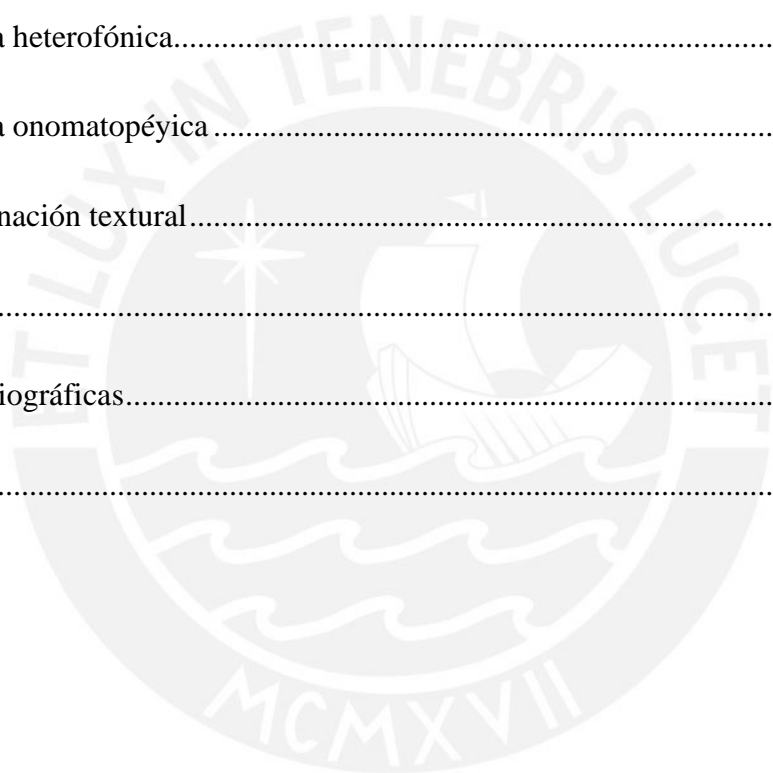 a heterofónica..........................................................................................
a onomatopéyica ....................................................................................
nación textural........................................................................................
.................................................................................................................
iográficas.................................................................................................
.................................................................................................................
ET LUX IN TENEBRIS LUCET
MCMXVII